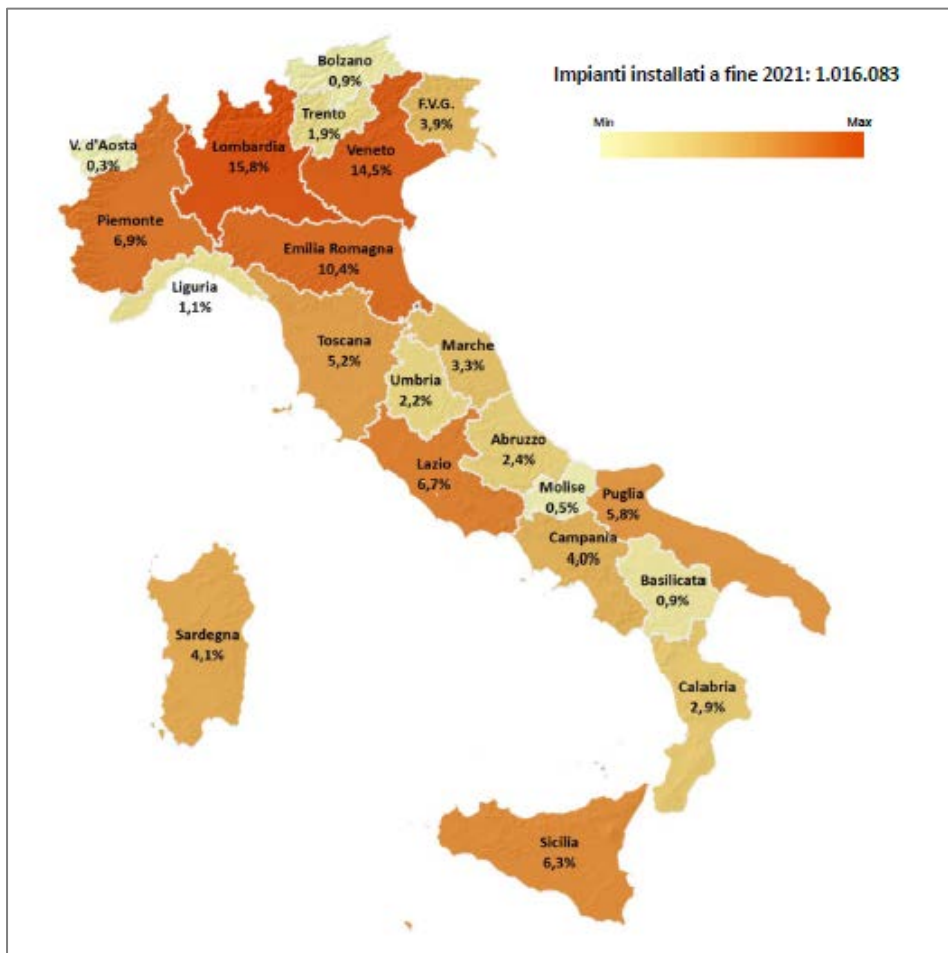 Impianti installati a fine 2021: 1.016.083
Min
Max
Bolzano
0,9%
Trento
1,9%
F.V.G.
3,9%
V. d'Aosta
0,3%
Lombardia
15,8%
Veneto
14,5%
Piemonte
6,9%
Emilia Romagna
10,4%
Liguria
1,1%
Toscana
5,2%
Marche
3,3%
Umbria
2,2%
Abruzzo
2,4%
Lazio
6,7%
Molise
0,5%
Puglia
5,8%
Campania
4,0%
Basilicata
0,9%
Sardegna
4,1%
Calabria
2,9%
Sicilia
6,3%